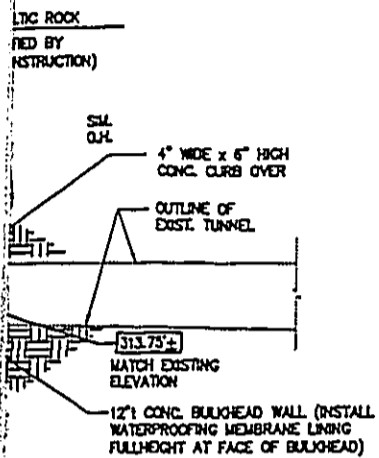 LTIC ROCK
FIED BY
NSTRUCTION)
SIM.
O.H.
4" WIDE x 6" HIGH
CONC. CURB OVER
OUTLINE OF
EXIST. TUNNEL
313.75'±
MATCH EXISTING
ELEVATION
12"t CONC. BULKHEAD WALL (INSTALL
WATERPROOFING MEMBRANE LINING
FULLHEIGHT AT FACE OF BULKHEAD)